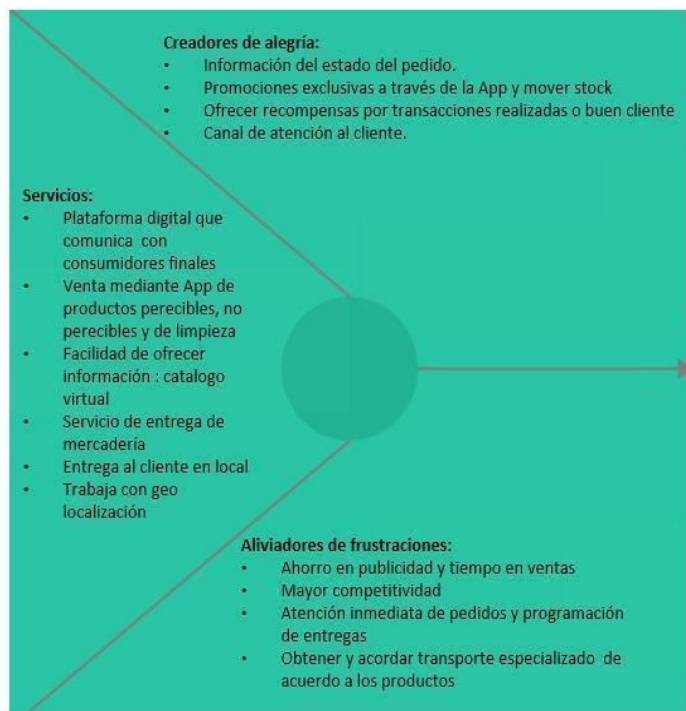 Creadores de alegría:
• Información del estado del pedido.
• Promociones exclusivas a través de la App y mover stock
• Ofrecer recompensas por transacciones realizadas o buen cliente
• Canal de atención al cliente.
Servicios:
• Plataforma digital que
comunica con
consumidores finales
• Venta mediante App de
productos perecibles, no
perecibles y de limpieza
• Facilidad de ofrecer
información : catalogo
virtual
• Servicio de entrega de
mercadería
• Entrega al cliente en local
• Trabaja con geo
localización
Aliviadores de frustraciones:
• Ahorro en publicidad y tiempo en ventas
• Mayor competitividad
• Atención inmediata de pedidos y programación
de entregas
• Obtener y acordar transporte especializado de
acuerdo a los productos